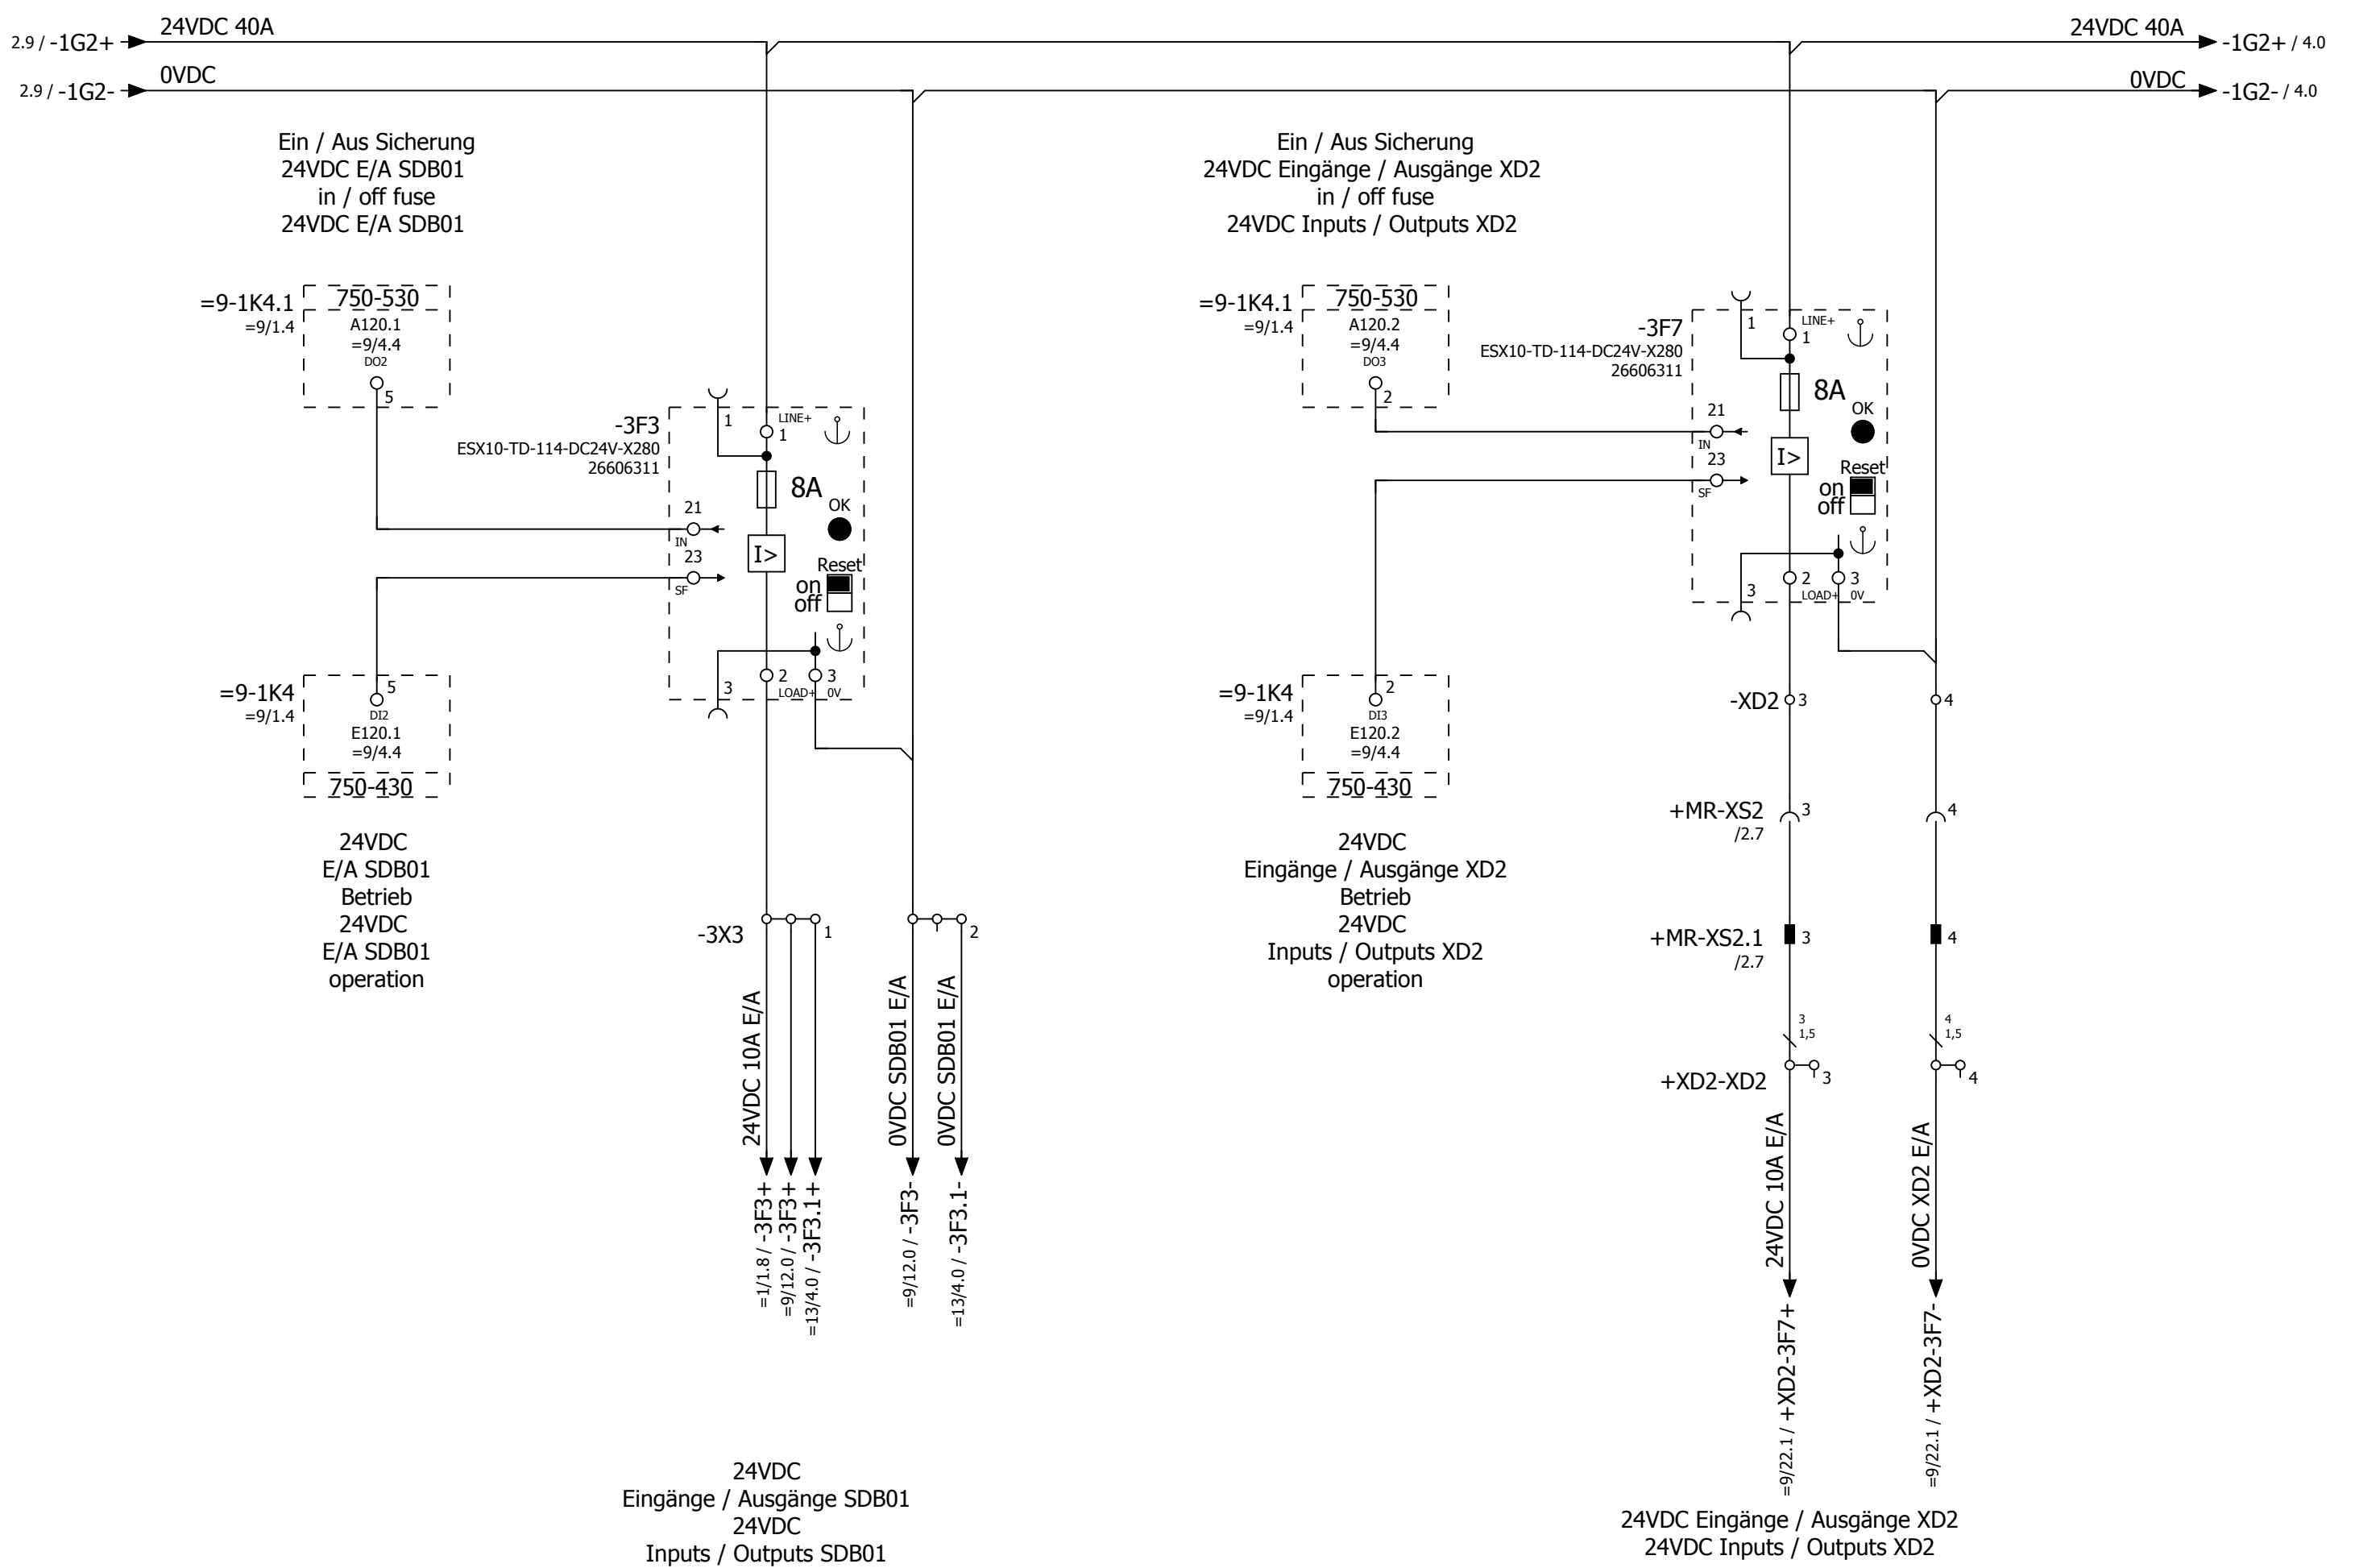 2.9 / -1G2+
24VDC 40A
24VDC 40A
-1G2+ / 4.0
2.9 / -1G2-
0VDC
0VDC
-1G2- / 4.0
Ein / Aus Sicherung
24VDC E/A SDB01
in / off fuse
24VDC E/A SDB01
=9-1K4.1
=9/1.4
750-530
A120.1
=9/4.4
DO2
5
-3F3
ESX10-TD-114-DC24V-X280
26606311
1
LINE+
1
8A
OK
21
IN
23
SF
I>
Reset
on
off
3
2
LOAD+
3
0V
=9-1K4
=9/1.4
5
DI2
E120.1
=9/4.4
750-430
24VDC
E/A SDB01
Betrieb
24VDC
E/A SDB01
operation
-3X3
1
2
24VDC 10A E/A
0VDC SDB01 E/A
0VDC SDB01 E/A
=1/1.8 / -3F3+
=9/12.0 / -3F3+
=13/4.0 / -3F3.1+
=9/12.0 / -3F3-
=13/4.0 / -3F3.1-
24VDC
Eingänge / Ausgänge SDB01
24VDC
Inputs / Outputs SDB01
Ein / Aus Sicherung
24VDC Eingänge / Ausgänge XD2
in / off fuse
24VDC Inputs / Outputs XD2
=9-1K4.1
=9/1.4
750-530
A120.2
=9/4.4
DO3
2
-3F7
ESX10-TD-114-DC24V-X280
26606311
1
LINE+
1
8A
OK
21
IN
23
SF
I>
Reset
on
off
3
2
LOAD+
3
0V
=9-1K4
=9/1.4
2
DI3
E120.2
=9/4.4
750-430
24VDC
Eingänge / Ausgänge XD2
Betrieb
24VDC
Inputs / Outputs XD2
operation
-XD2
3
4
+MR-XS2
/2.7
3
4
+MR-XS2.1
/2.7
3
4
3
1,5
4
1,5
+XD2-XD2
3
4
24VDC 10A E/A
0VDC XD2 E/A
=9/22.1 / +XD2-3F7+
=9/22.1 / +XD2-3F7-
24VDC Eingänge / Ausgänge XD2
24VDC Inputs / Outputs XD2